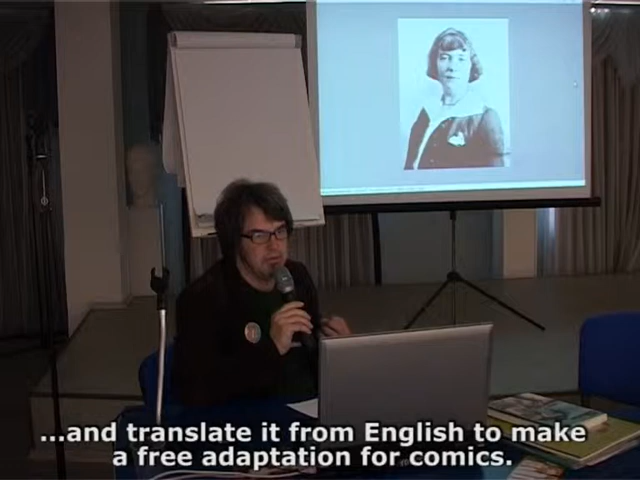 ...and translate it from English to make
a free adaptation for comics.